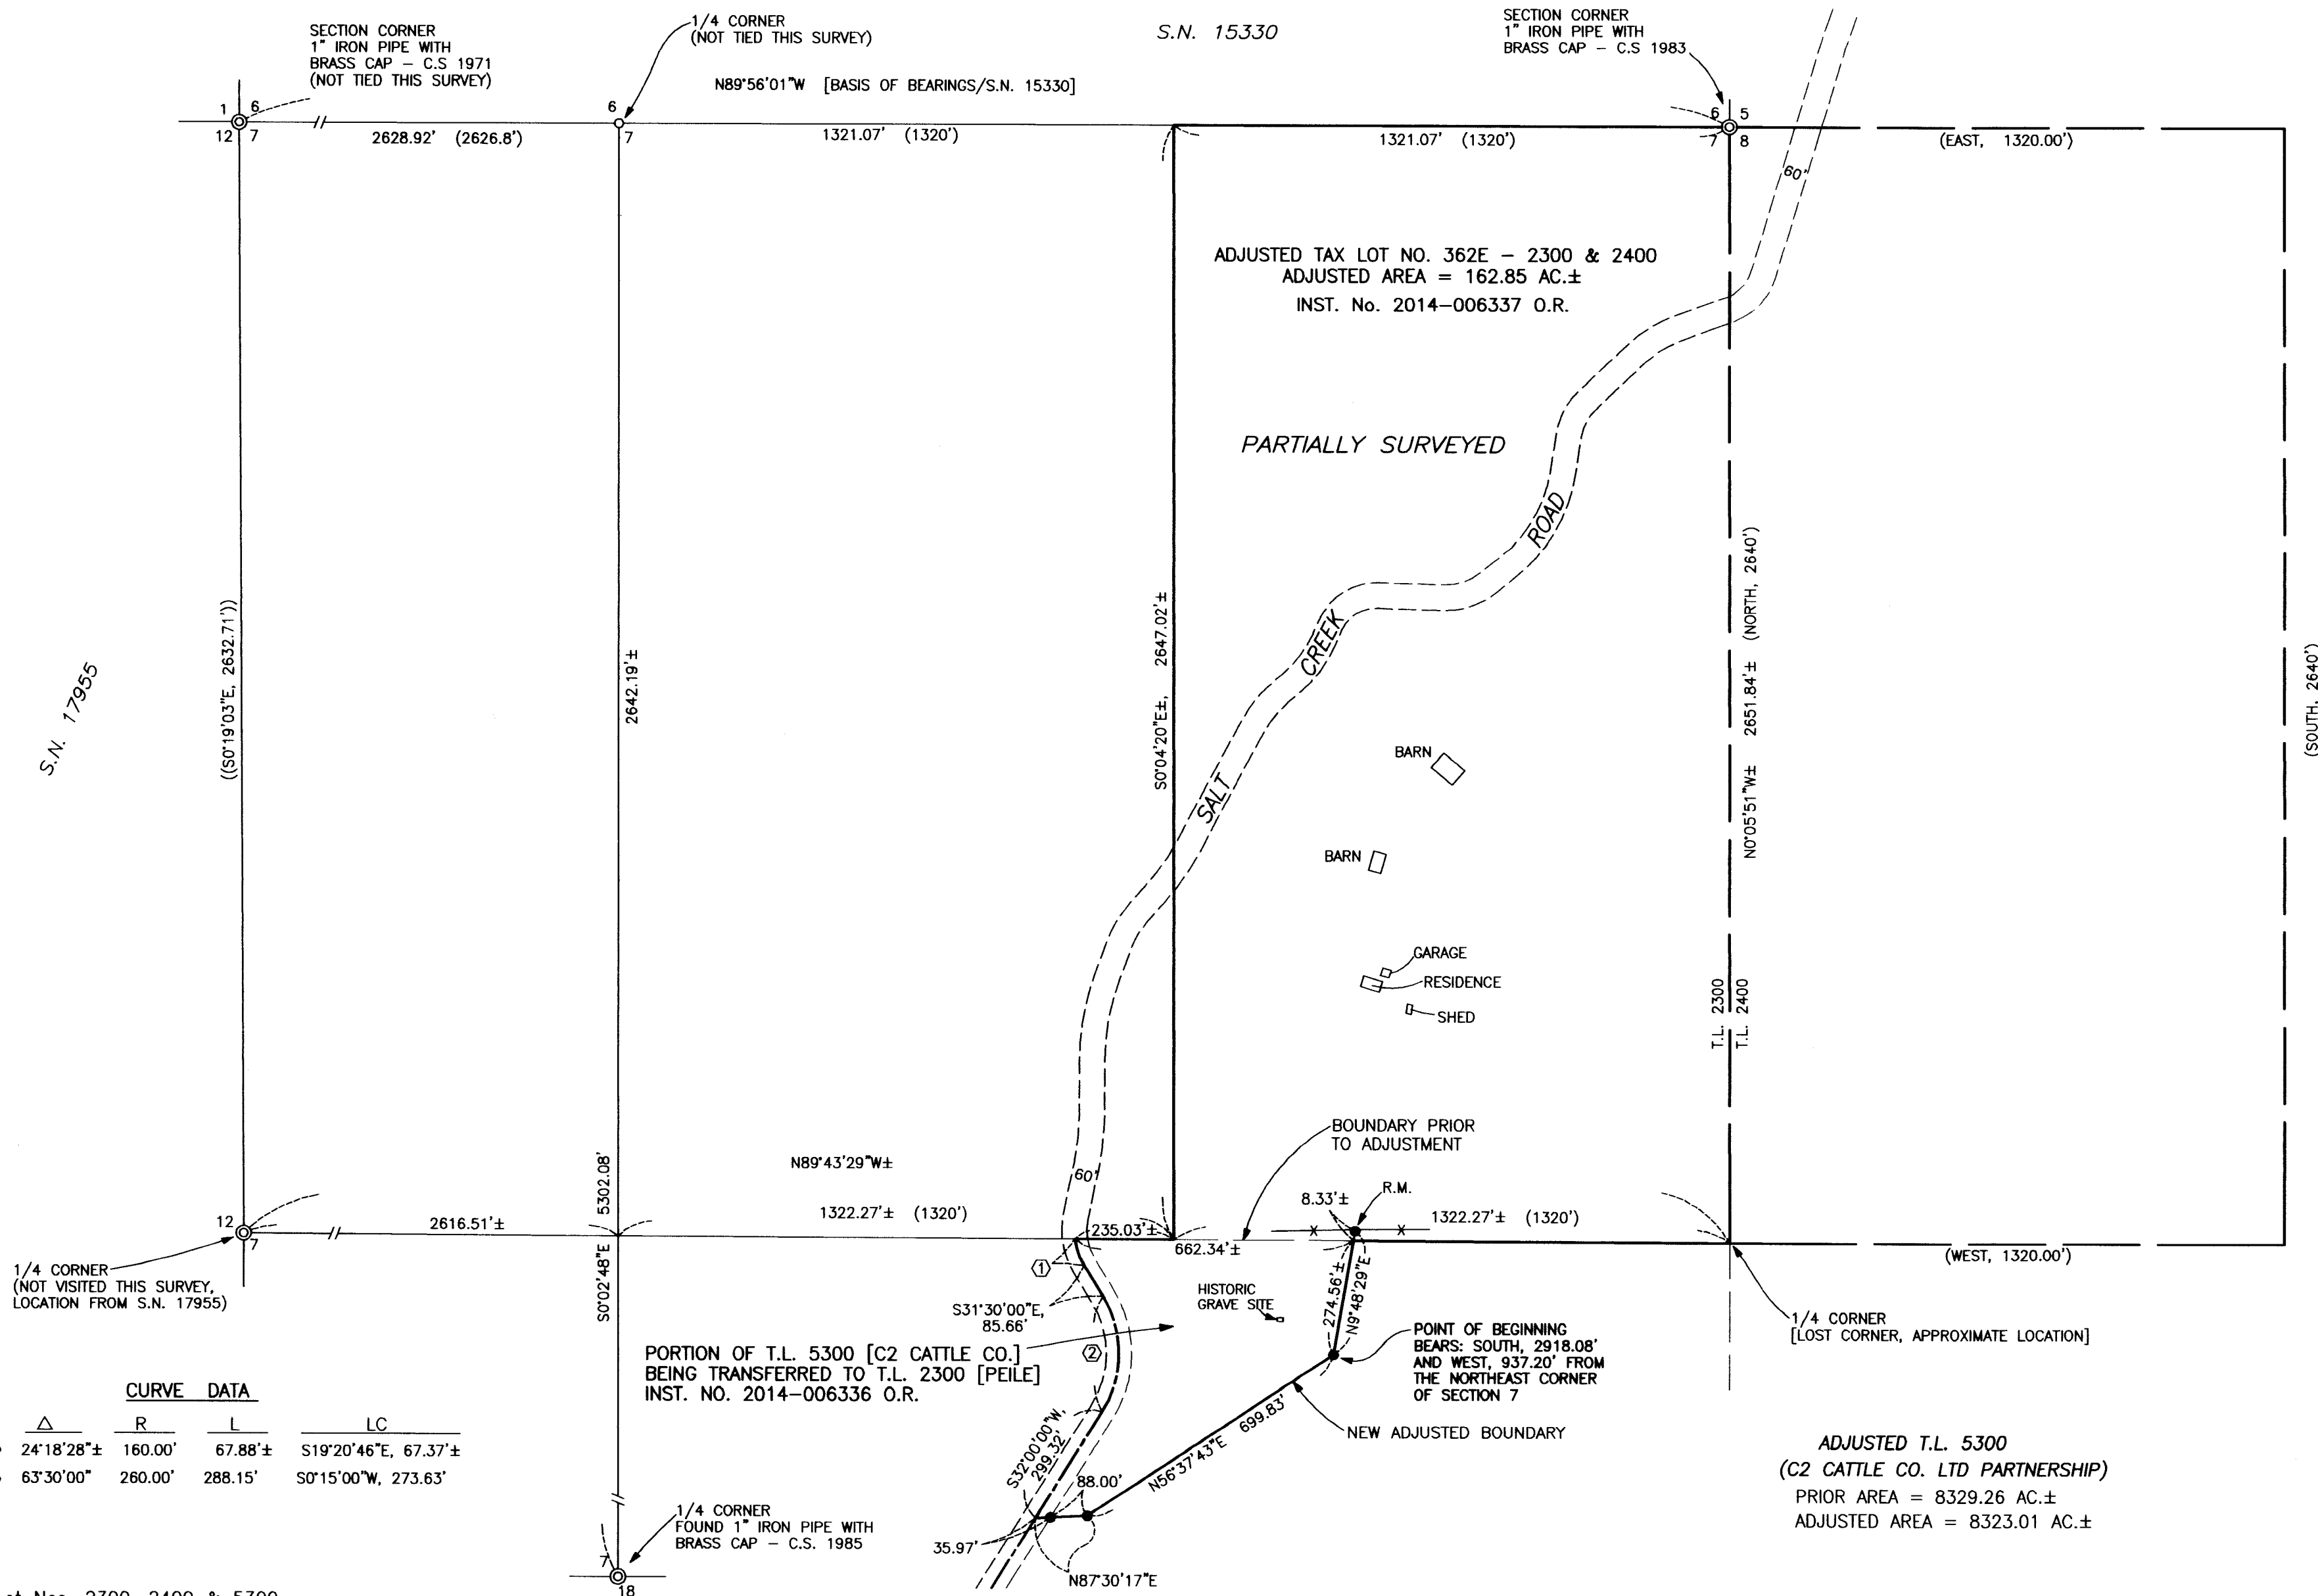 SECTION CORNER
1" IRON PIPE WITH
BRASS CAP – C.S 1971
(NOT TIED THIS SURVEY)
1/4 CORNER
(NOT TIED THIS SURVEY)
S.N. 15330
SECTION CORNER
1" IRON PIPE WITH
BRASS CAP – C.S 1983
N89°56'01"W [BASIS OF BEARINGS/S.N. 15330]
1 6
12 7
6
7
6 5
7 8
2628.92' (2626.8')
1321.07' (1320')
1321.07' (1320')
(EAST, 1320.00')
60'
ADJUSTED TAX LOT NO. 362E – 2300 & 2400
ADJUSTED AREA = 162.85 AC.±
INST. No. 2014–006337 O.R.
PARTIALLY SURVEYED
SALT CREEK ROAD
S.N. 17955
((S0°19'03"E, 2632.71'))
2642.19'±
S0°04'20"E±, 2647.02'±
N0°05'51"W± 2651.84'± (NORTH, 2640')
(SOUTH, 2640')
BARN
BARN
GARAGE
RESIDENCE
SHED
T.L. 2300
T.L. 2400
BOUNDARY PRIOR
TO ADJUSTMENT
S0°02'48"E 5302.08'
N89°43'29"W±
60'
R.M.
8.33'±
12
7
2616.51'±
1322.27'± (1320')
235.03'±
662.34'±
1322.27'± (1320')
(WEST, 1320.00')
1/4 CORNER
(NOT VISITED THIS SURVEY,
LOCATION FROM S.N. 17955)
1
S31°30'00"E,
85.66'
HISTORIC
GRAVE SITE
274.56'±
N9°48'29"E
1/4 CORNER
[LOST CORNER, APPROXIMATE LOCATION]
2
PORTION OF T.L. 5300 [C2 CATTLE CO.]
BEING TRANSFERRED TO T.L. 2300 [PEILE]
INST. NO. 2014–006336 O.R.
POINT OF BEGINNING
BEARS: SOUTH, 2918.08'
AND WEST, 937.20' FROM
THE NORTHEAST CORNER
OF SECTION 7
NEW ADJUSTED BOUNDARY
CURVE DATA
△ R L LC
24°18'28"± 160.00' 67.88'± S19°20'46"E, 67.37'±
63°30'00" 260.00' 288.15' S0°15'00"W, 273.63'
S32°00'00"W,
299.32'
88.00'
N56°37'43"E 699.83'
35.97'
N87°30'17"E
1/4 CORNER
FOUND 1" IRON PIPE WITH
BRASS CAP – C.S. 1985
7
18
ADJUSTED T.L. 5300
(C2 CATTLE CO. LTD PARTNERSHIP)
PRIOR AREA = 8329.26 AC.±
ADJUSTED AREA = 8323.01 AC.±